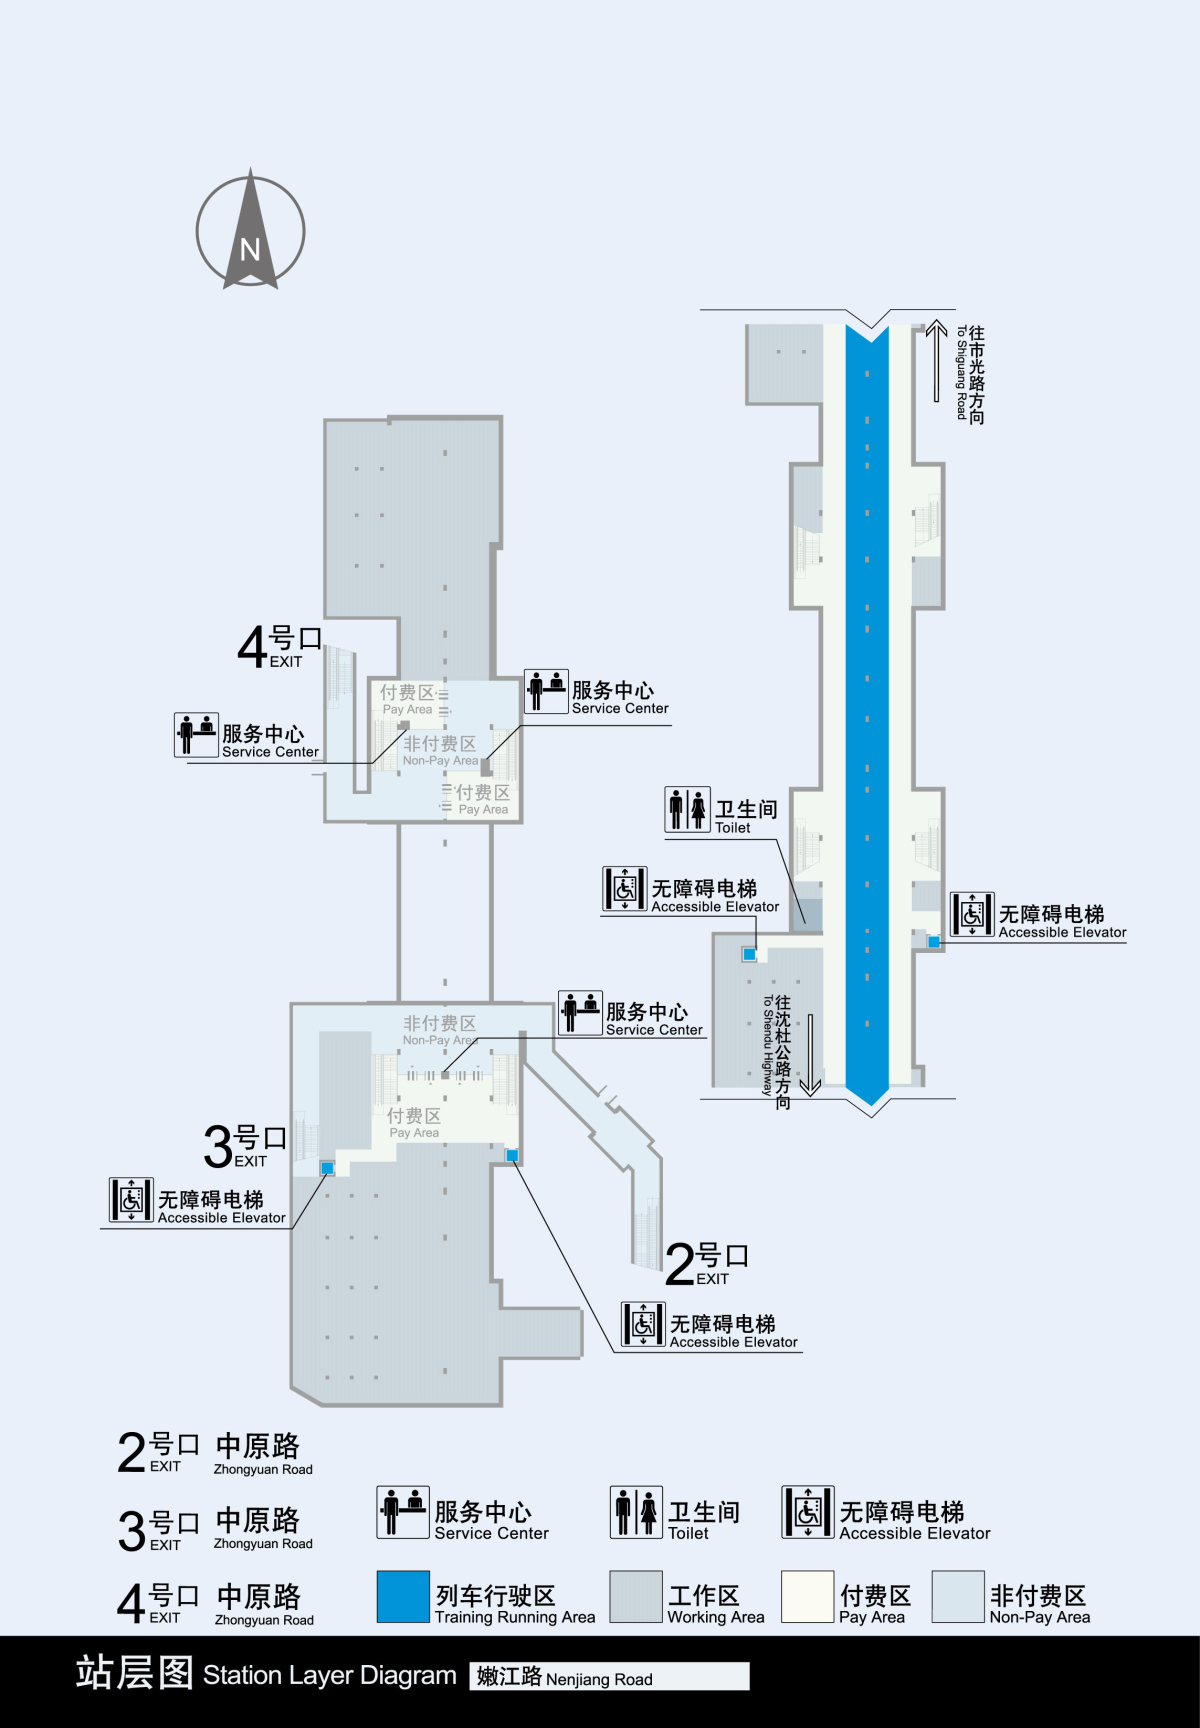 N
往市光路方向
To Shiguang Road
4号口
EXIT
付费区
Pay Area
服务中心
Service Center
服务中心
Service Center
非付费区
Non-Pay Area
付费区
Pay Area
卫生间
Toilet
无障碍电梯
Accessible Elevator
无障碍电梯
Accessible Elevator
往沈杜公路方向
To Shendu Highway
服务中心
Service Center
非付费区
Non-Pay Area
付费区
Pay Area
3号口
EXIT
无障碍电梯
Accessible Elevator
2号口
EXIT
无障碍电梯
Accessible Elevator
2号口 中原路
EXIT Zhongyuan Road
3号口 中原路
EXIT Zhongyuan Road
4号口 中原路
EXIT Zhongyuan Road
服务中心
Service Center
卫生间
Toilet
无障碍电梯
Accessible Elevator
列车行驶区
Training Running Area
工作区
Working Area
付费区
Pay Area
非付费区
Non-Pay Area
站层图 Station Layer Diagram 嫩江路 Nenjiang Road